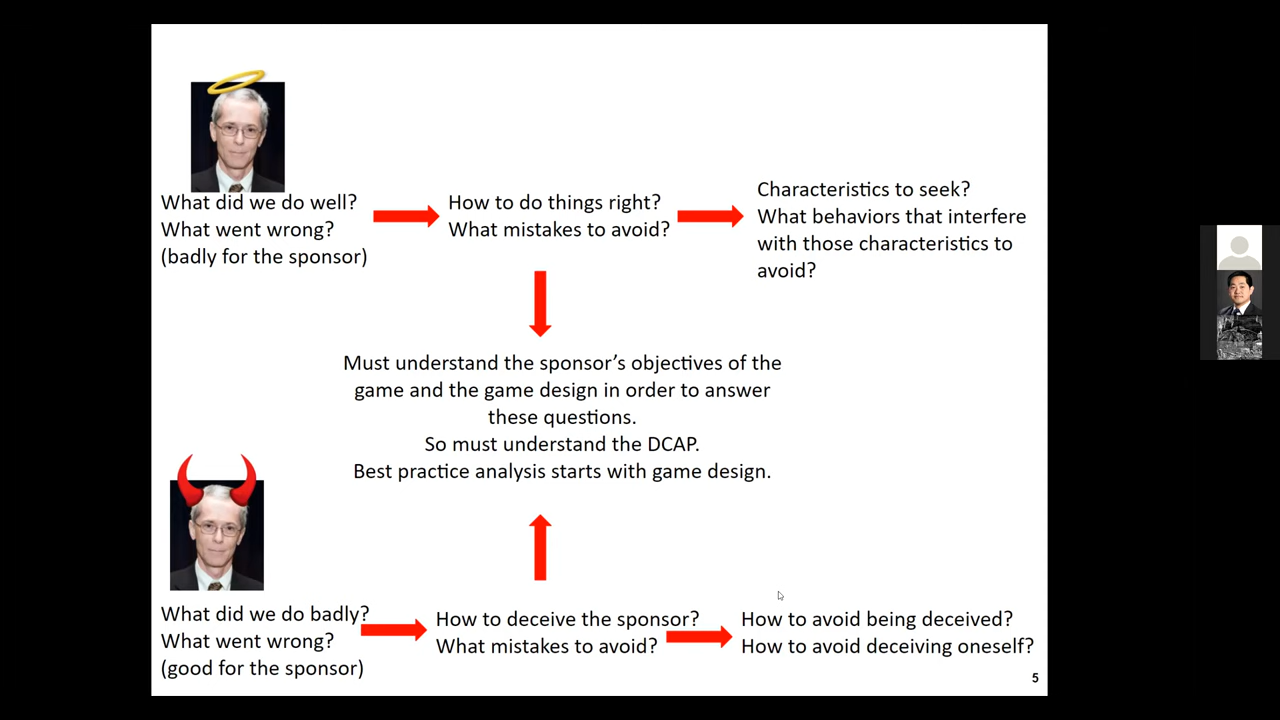 What did we do well?
What went wrong?
(badly for the sponsor)
How to do things right?
What mistakes to avoid?
Characteristics to seek?
What behaviors that interfere
with those characteristics to
avoid?
Must understand the sponsor's objectives of the
game and the game design in order to answer
these questions.
So must understand the DCAP.
Best practice analysis starts with game design.
What did we do badly?
What went wrong?
(good for the sponsor)
How to deceive the sponsor?
What mistakes to avoid?
How to avoid being deceived?
How to avoid deceiving oneself?
5